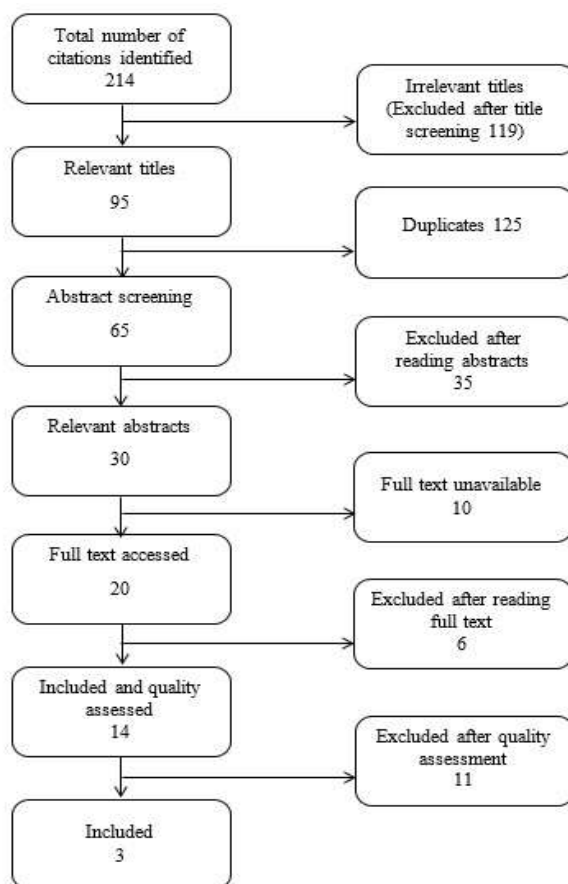 Total number of
citations identified
214
Irrelevant titles
(Excluded after title
screening 119)
Relevant titles
95
Duplicates 125
Abstract screening
65
Excluded after
reading abstracts
35
Relevant abstracts
30
Full text unavailable
10
Full text accessed
20
Excluded after reading
full text
6
Included and quality
assessed
14
Excluded after quality
assessment
11
Included
3